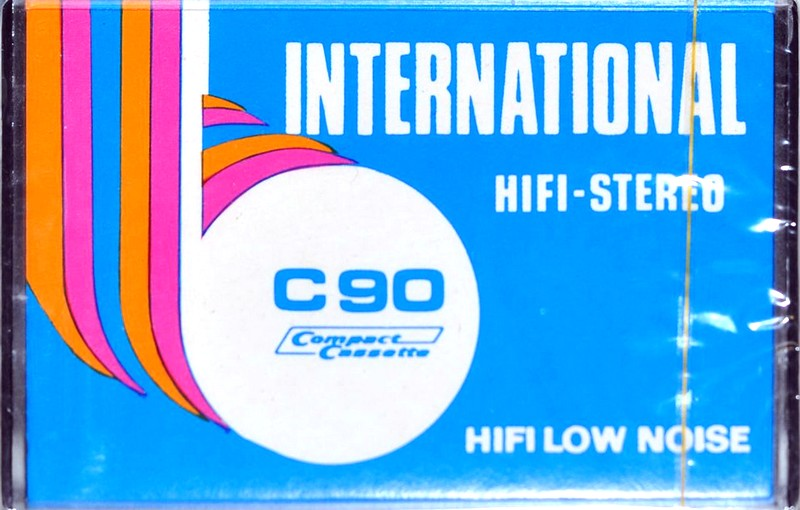 INTERNATIONAL
HIFI-STEREO
C90
Compact
Cassette
HIFI LOW NOISE